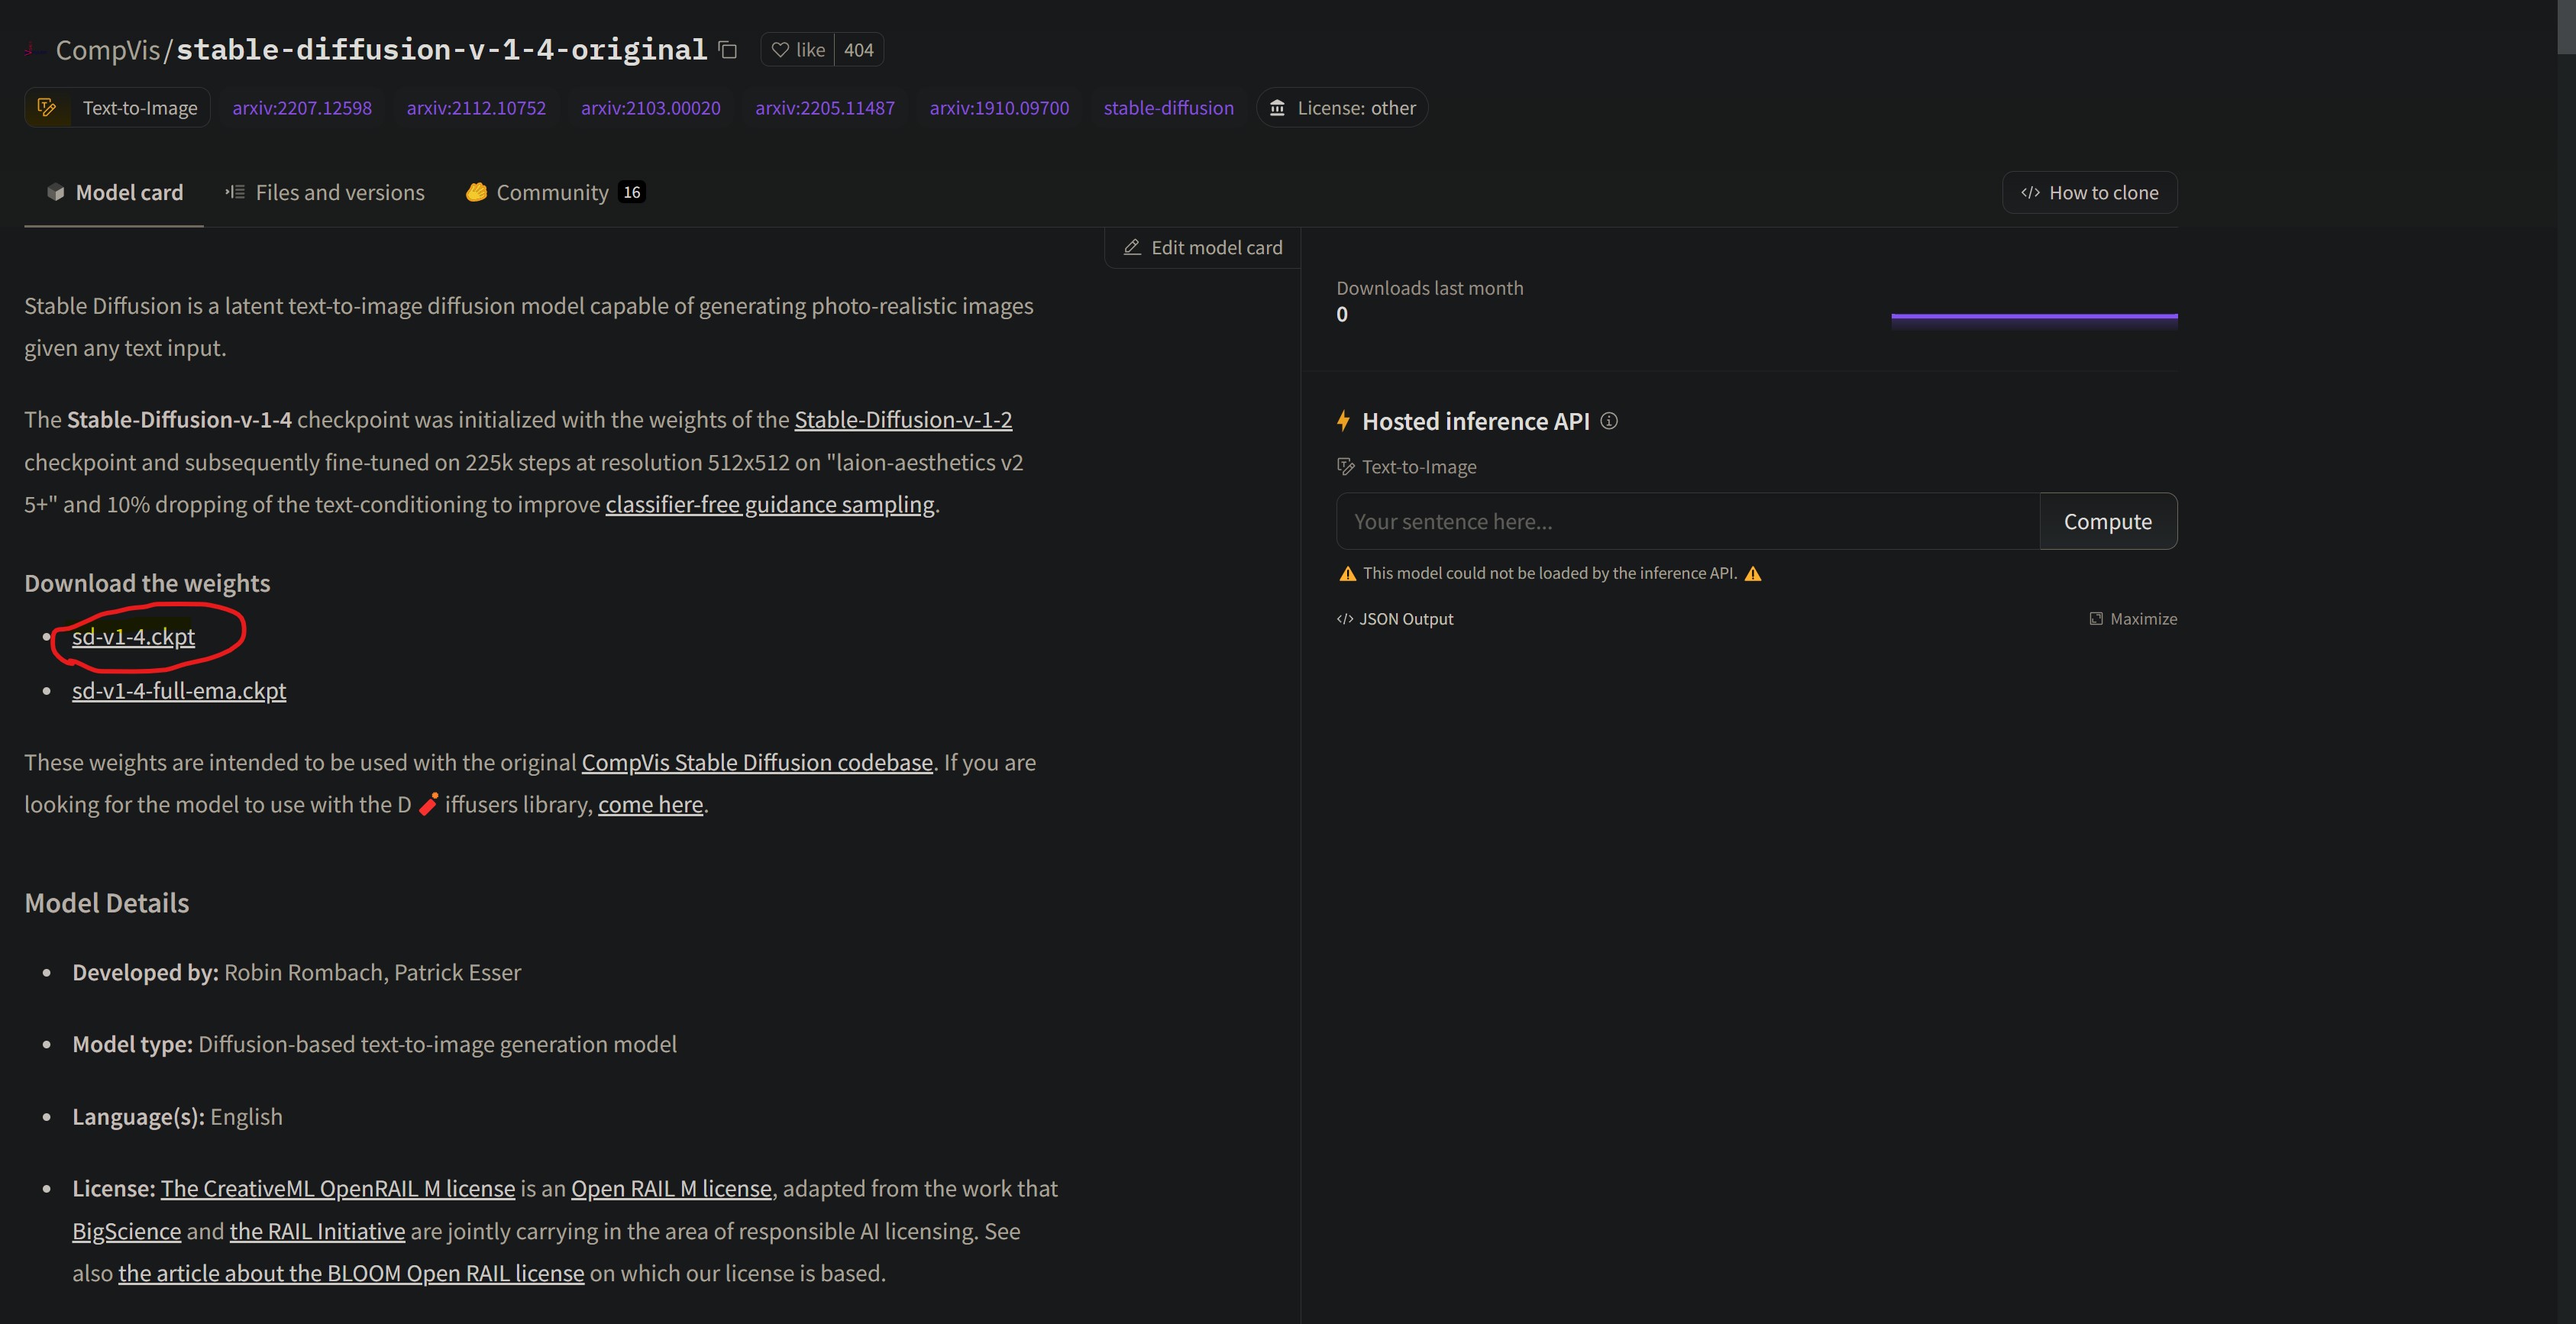 CompVis/stable-diffusion-v-1-4-original like 404
Text-to-Image arxiv:2207.12598 arxiv:2112.10752 arxiv:2103.00020 arxiv:2205.11487 arxiv:1910.09700 stable-diffusion License: other
Model card Files and versions Community 16 How to clone
Edit model card
Stable Diffusion is a latent text-to-image diffusion model capable of generating photo-realistic images
given any text input.
The Stable-Diffusion-v-1-4 checkpoint was initialized with the weights of the Stable-Diffusion-v-1-2
checkpoint and subsequently fine-tuned on 225k steps at resolution 512x512 on "laion-aesthetics v2
5+" and 10% dropping of the text-conditioning to improve classifier-free guidance sampling.
Download the weights
sd-v1-4.ckpt
sd-v1-4-full-ema.ckpt
These weights are intended to be used with the original CompVis Stable Diffusion codebase. If you are
looking for the model to use with the D🧨iffusers library, come here.
Model Details
Developed by: Robin Rombach, Patrick Esser
Model type: Diffusion-based text-to-image generation model
Language(s): English
License: The CreativeML OpenRAIL M license is an Open RAIL M license, adapted from the work that
BigScience and the RAIL Initiative are jointly carrying in the area of responsible AI licensing. See
also the article about the BLOOM Open RAIL license on which our license is based.
Downloads last month
0
Hosted inference API
Text-to-Image
Your sentence here... Compute
This model could not be loaded by the inference API.
JSON Output Maximize